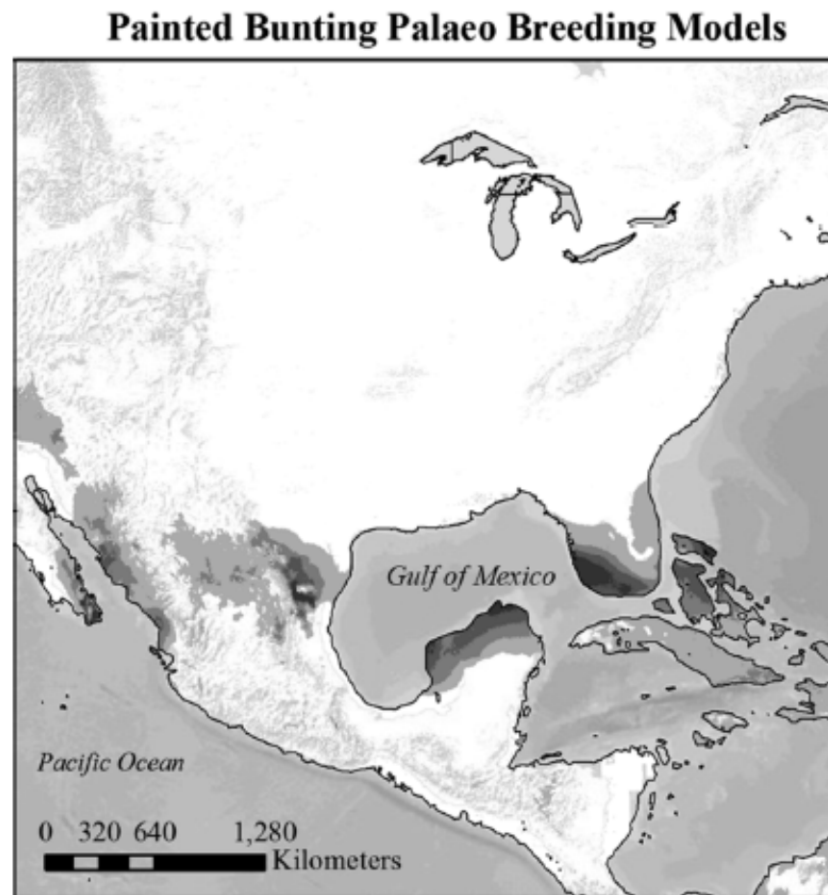 Painted Bunting Palaeo Breeding Models
Gulf of Mexico
Pacific Ocean
0 320 640 1,280
Kilometers